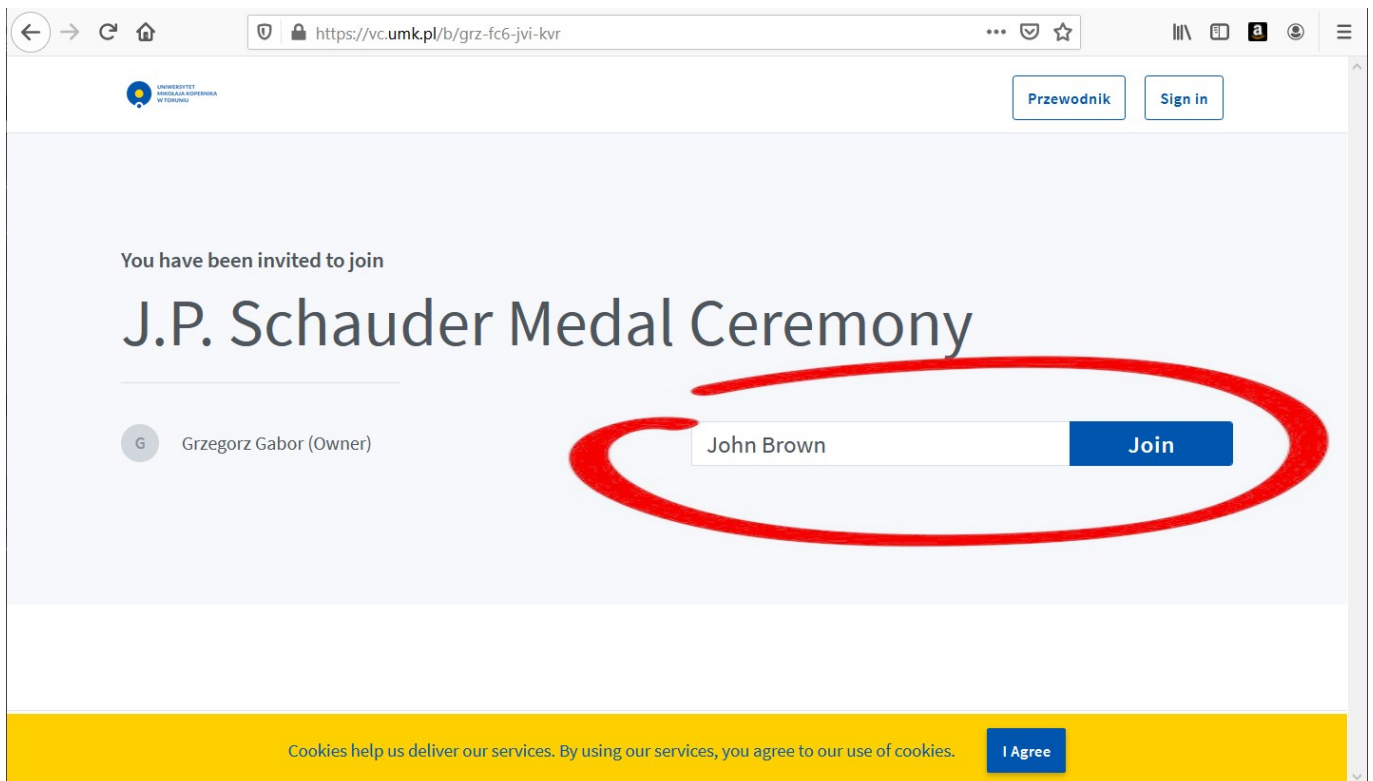 https://vc.umk.pl/b/grz-fc6-jvi-kvr
UNIWERSYTET
MIKOŁAJA KOPERNIKA
W TORUNIU
Przewodnik
Sign in
You have been invited to join
J.P. Schauder Medal Ceremony
G
Grzegorz Gabor (Owner)
John Brown
Join
Cookies help us deliver our services. By using our services, you agree to our use of cookies.
I Agree